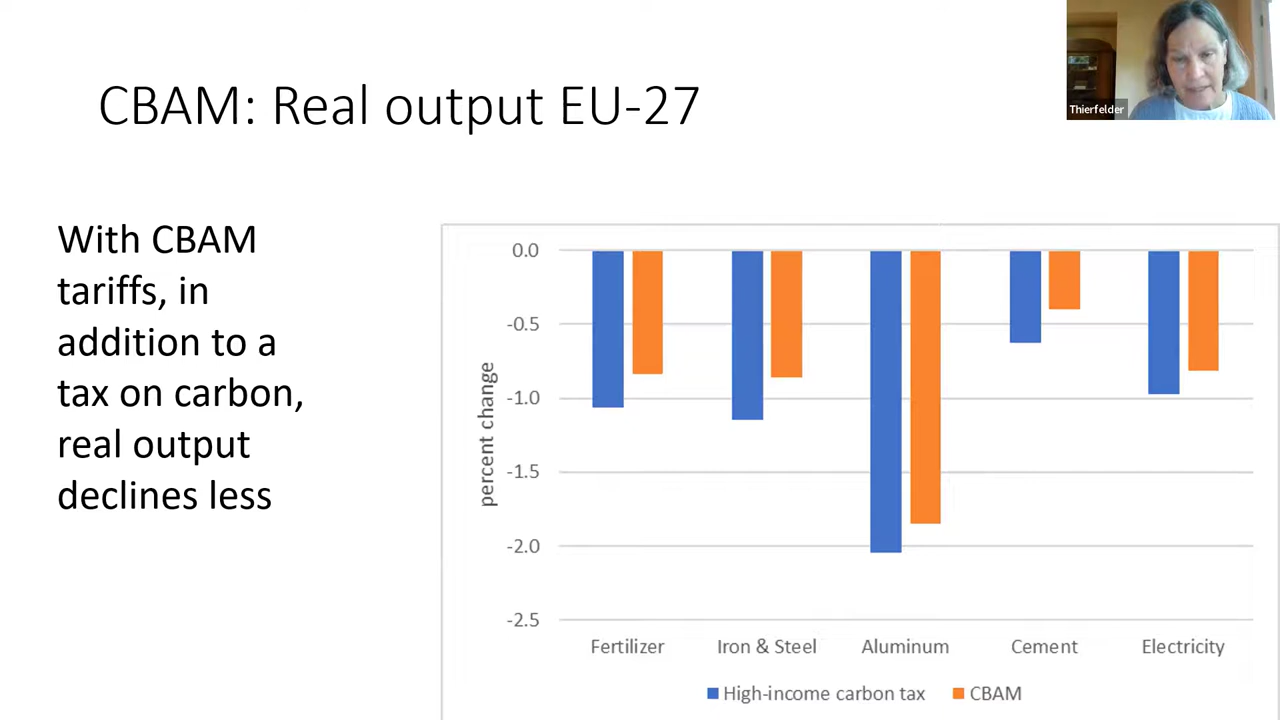 CBAM: Real output EU-27
Thierfelder
With CBAM
tariffs, in
addition to a
tax on carbon,
real output
declines less
percent change
0.0
-0.5
-1.0
-1.5
-2.0
-2.5
Fertilizer
Iron & Steel
Aluminum
Cement
Electricity
High-income carbon tax
CBAM